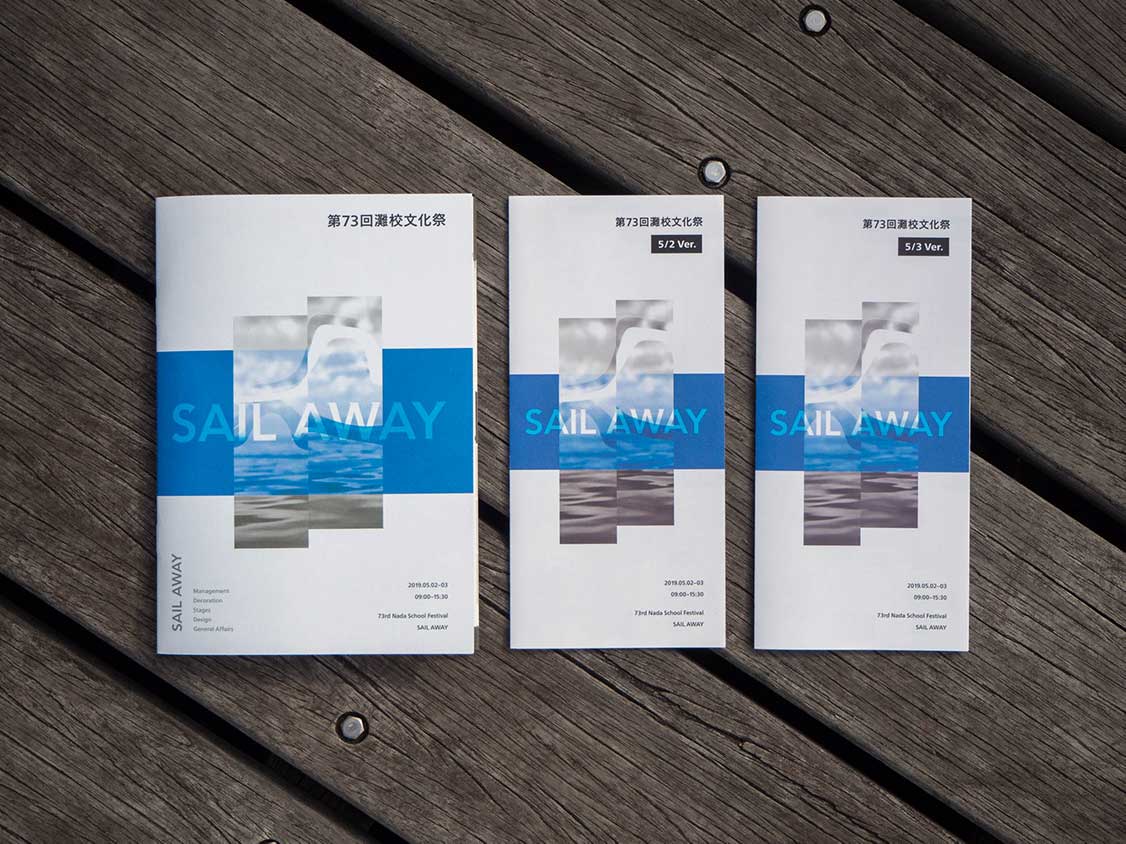 第73回灘校文化祭
SAIL AWAY
SAIL AWAY
Management
Decoration
Stages
Design
General Affairs
2019.05.02–03
09:00–15:30
73rd Nada School Festival
SAIL AWAY
第73回灘校文化祭
5/2 Ver.
SAIL AWAY
2019.05.02–03
09:00–15:30
73rd Nada School Festival
SAIL AWAY
第73回灘校文化祭
5/3 Ver.
SAIL AWAY
2019.05.02–03
09:00–15:30
73rd Nada School Festival
SAIL AWAY